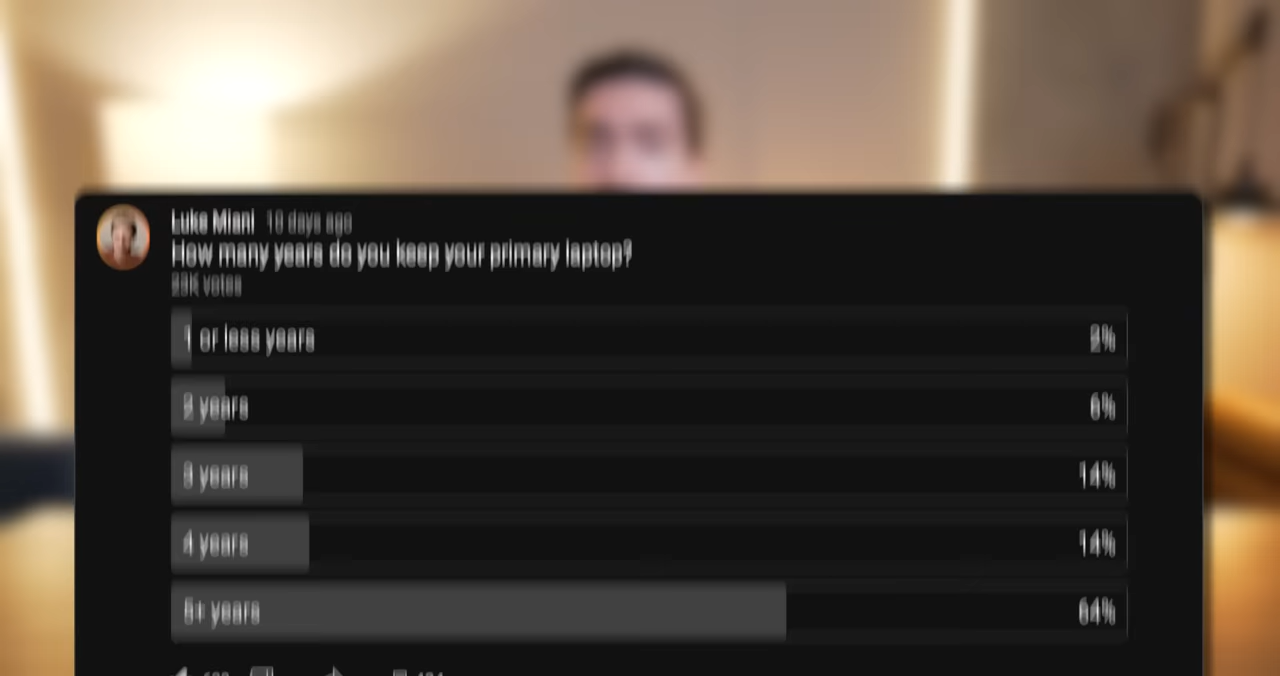 Luke Miani days ago
How many years do you keep your primary laptop?
votes
1 or less years 2%
2 years 6%
3 years 14%
4 years 14%
5+ years 64%